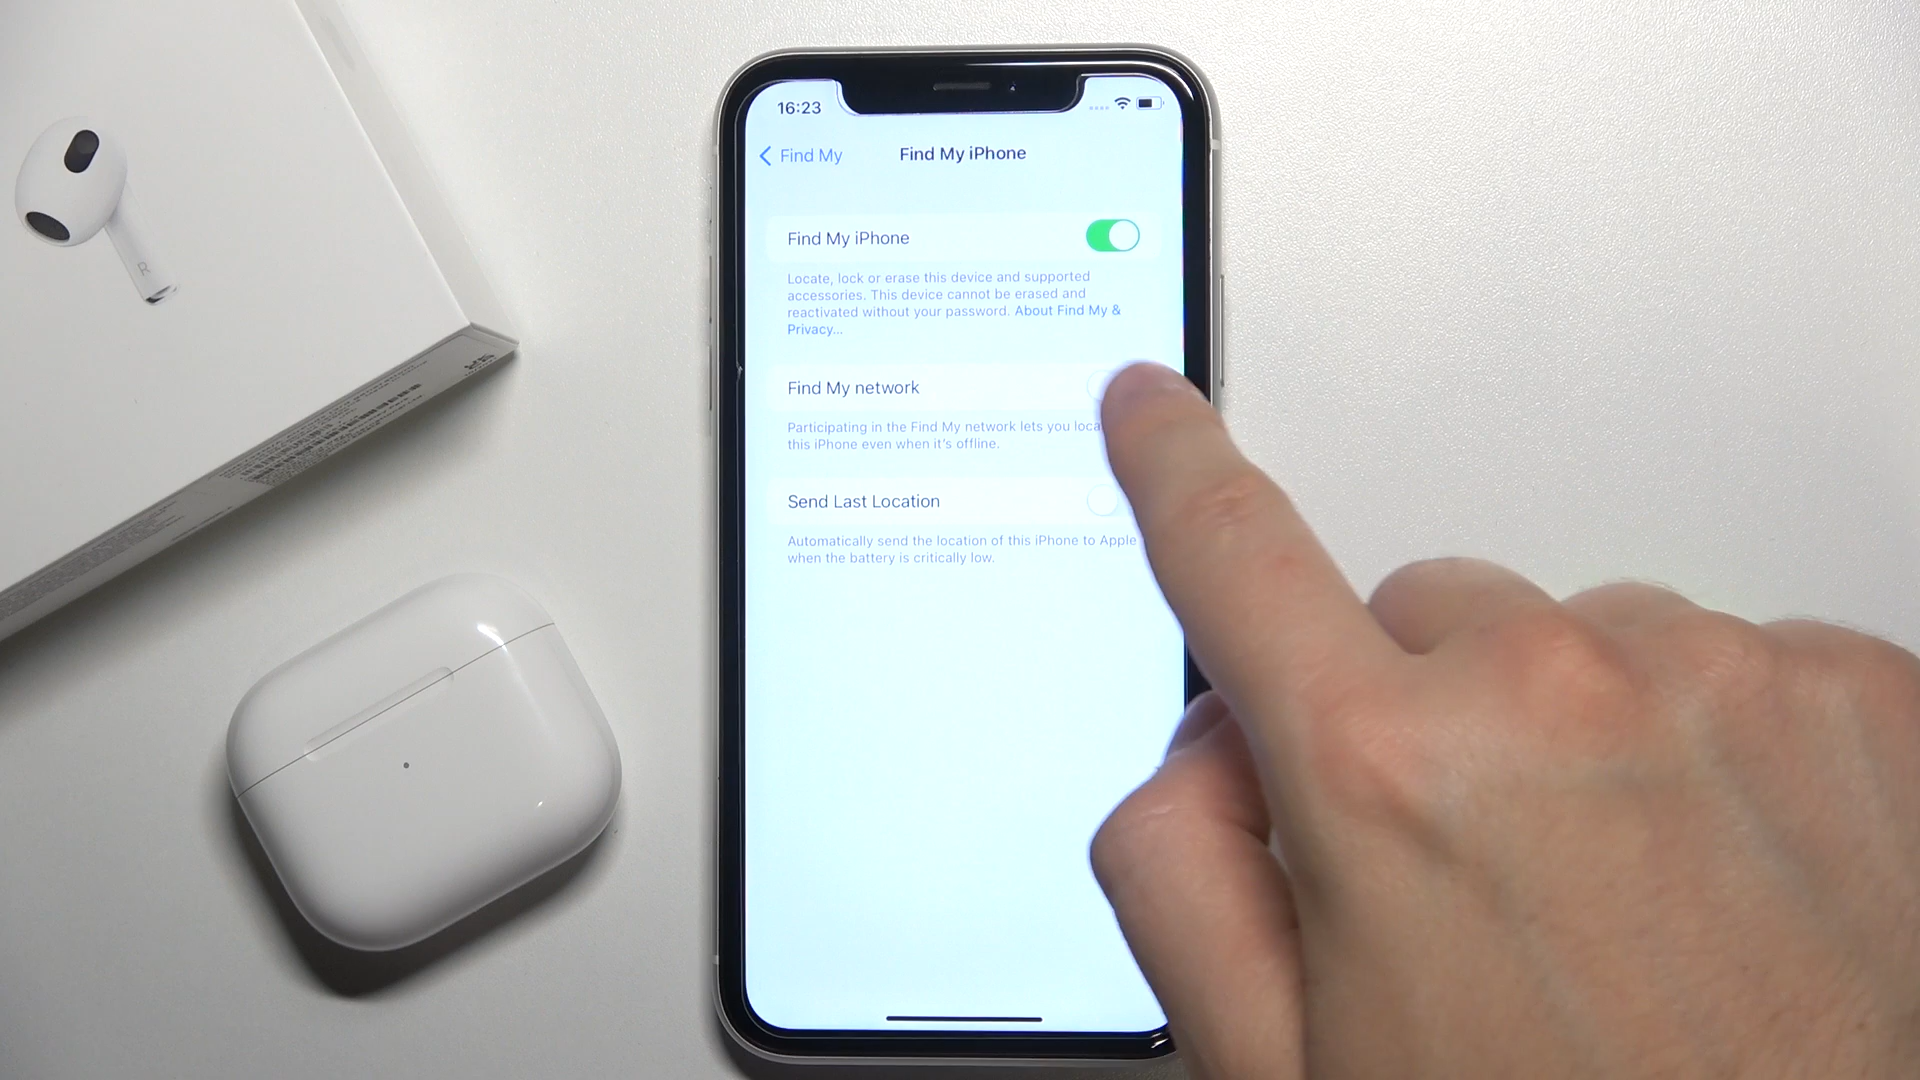 16:23
Find My
Find My iPhone
Find My iPhone
Locate, lock or erase this device and supported
accessories. This device cannot be erased and
reactivated without your password. About Find My &
Privacy...
Find My network
Participating in the Find My network lets you
this iPhone even when it's offline.
Send Last Location
Automatically send the location of this iPhone to Apple
when the battery is critically low.
R